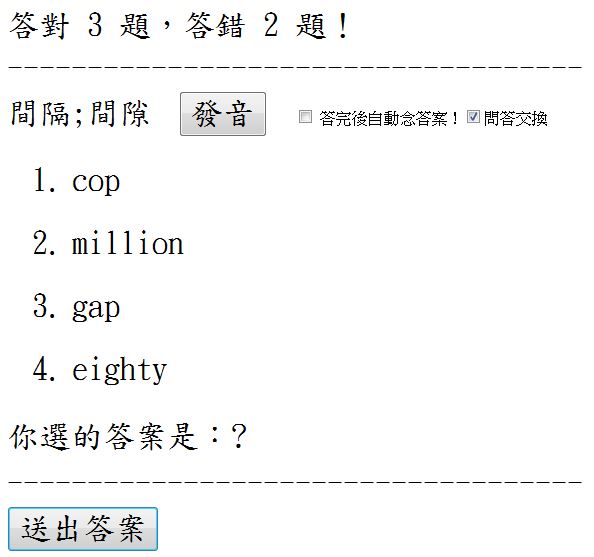 答對 3 題，答錯 2 題！
間隔;間隙 發音 答完後自動念答案！ 問答交換
1. cop
2. million
3. gap
4. eighty
你選的答案是：?
送出答案